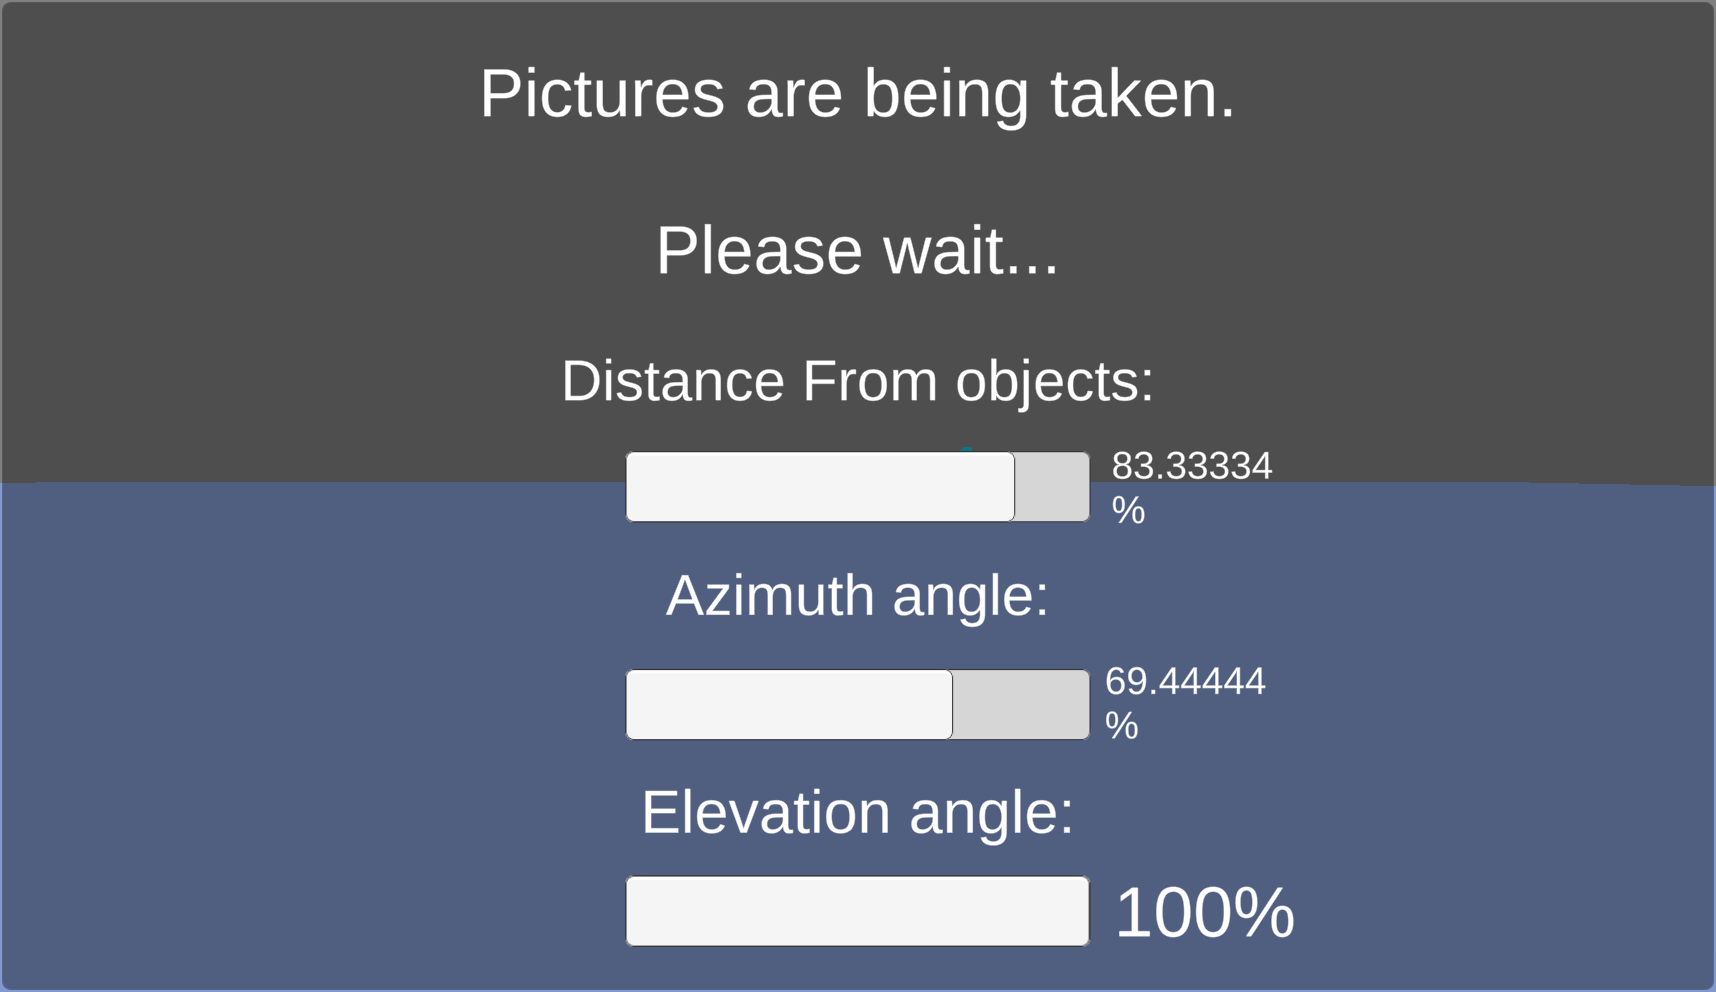 Pictures are being taken.
Please wait...
Distance From objects:
83.33334
%
Azimuth angle:
69.44444
%
Elevation angle:
100%